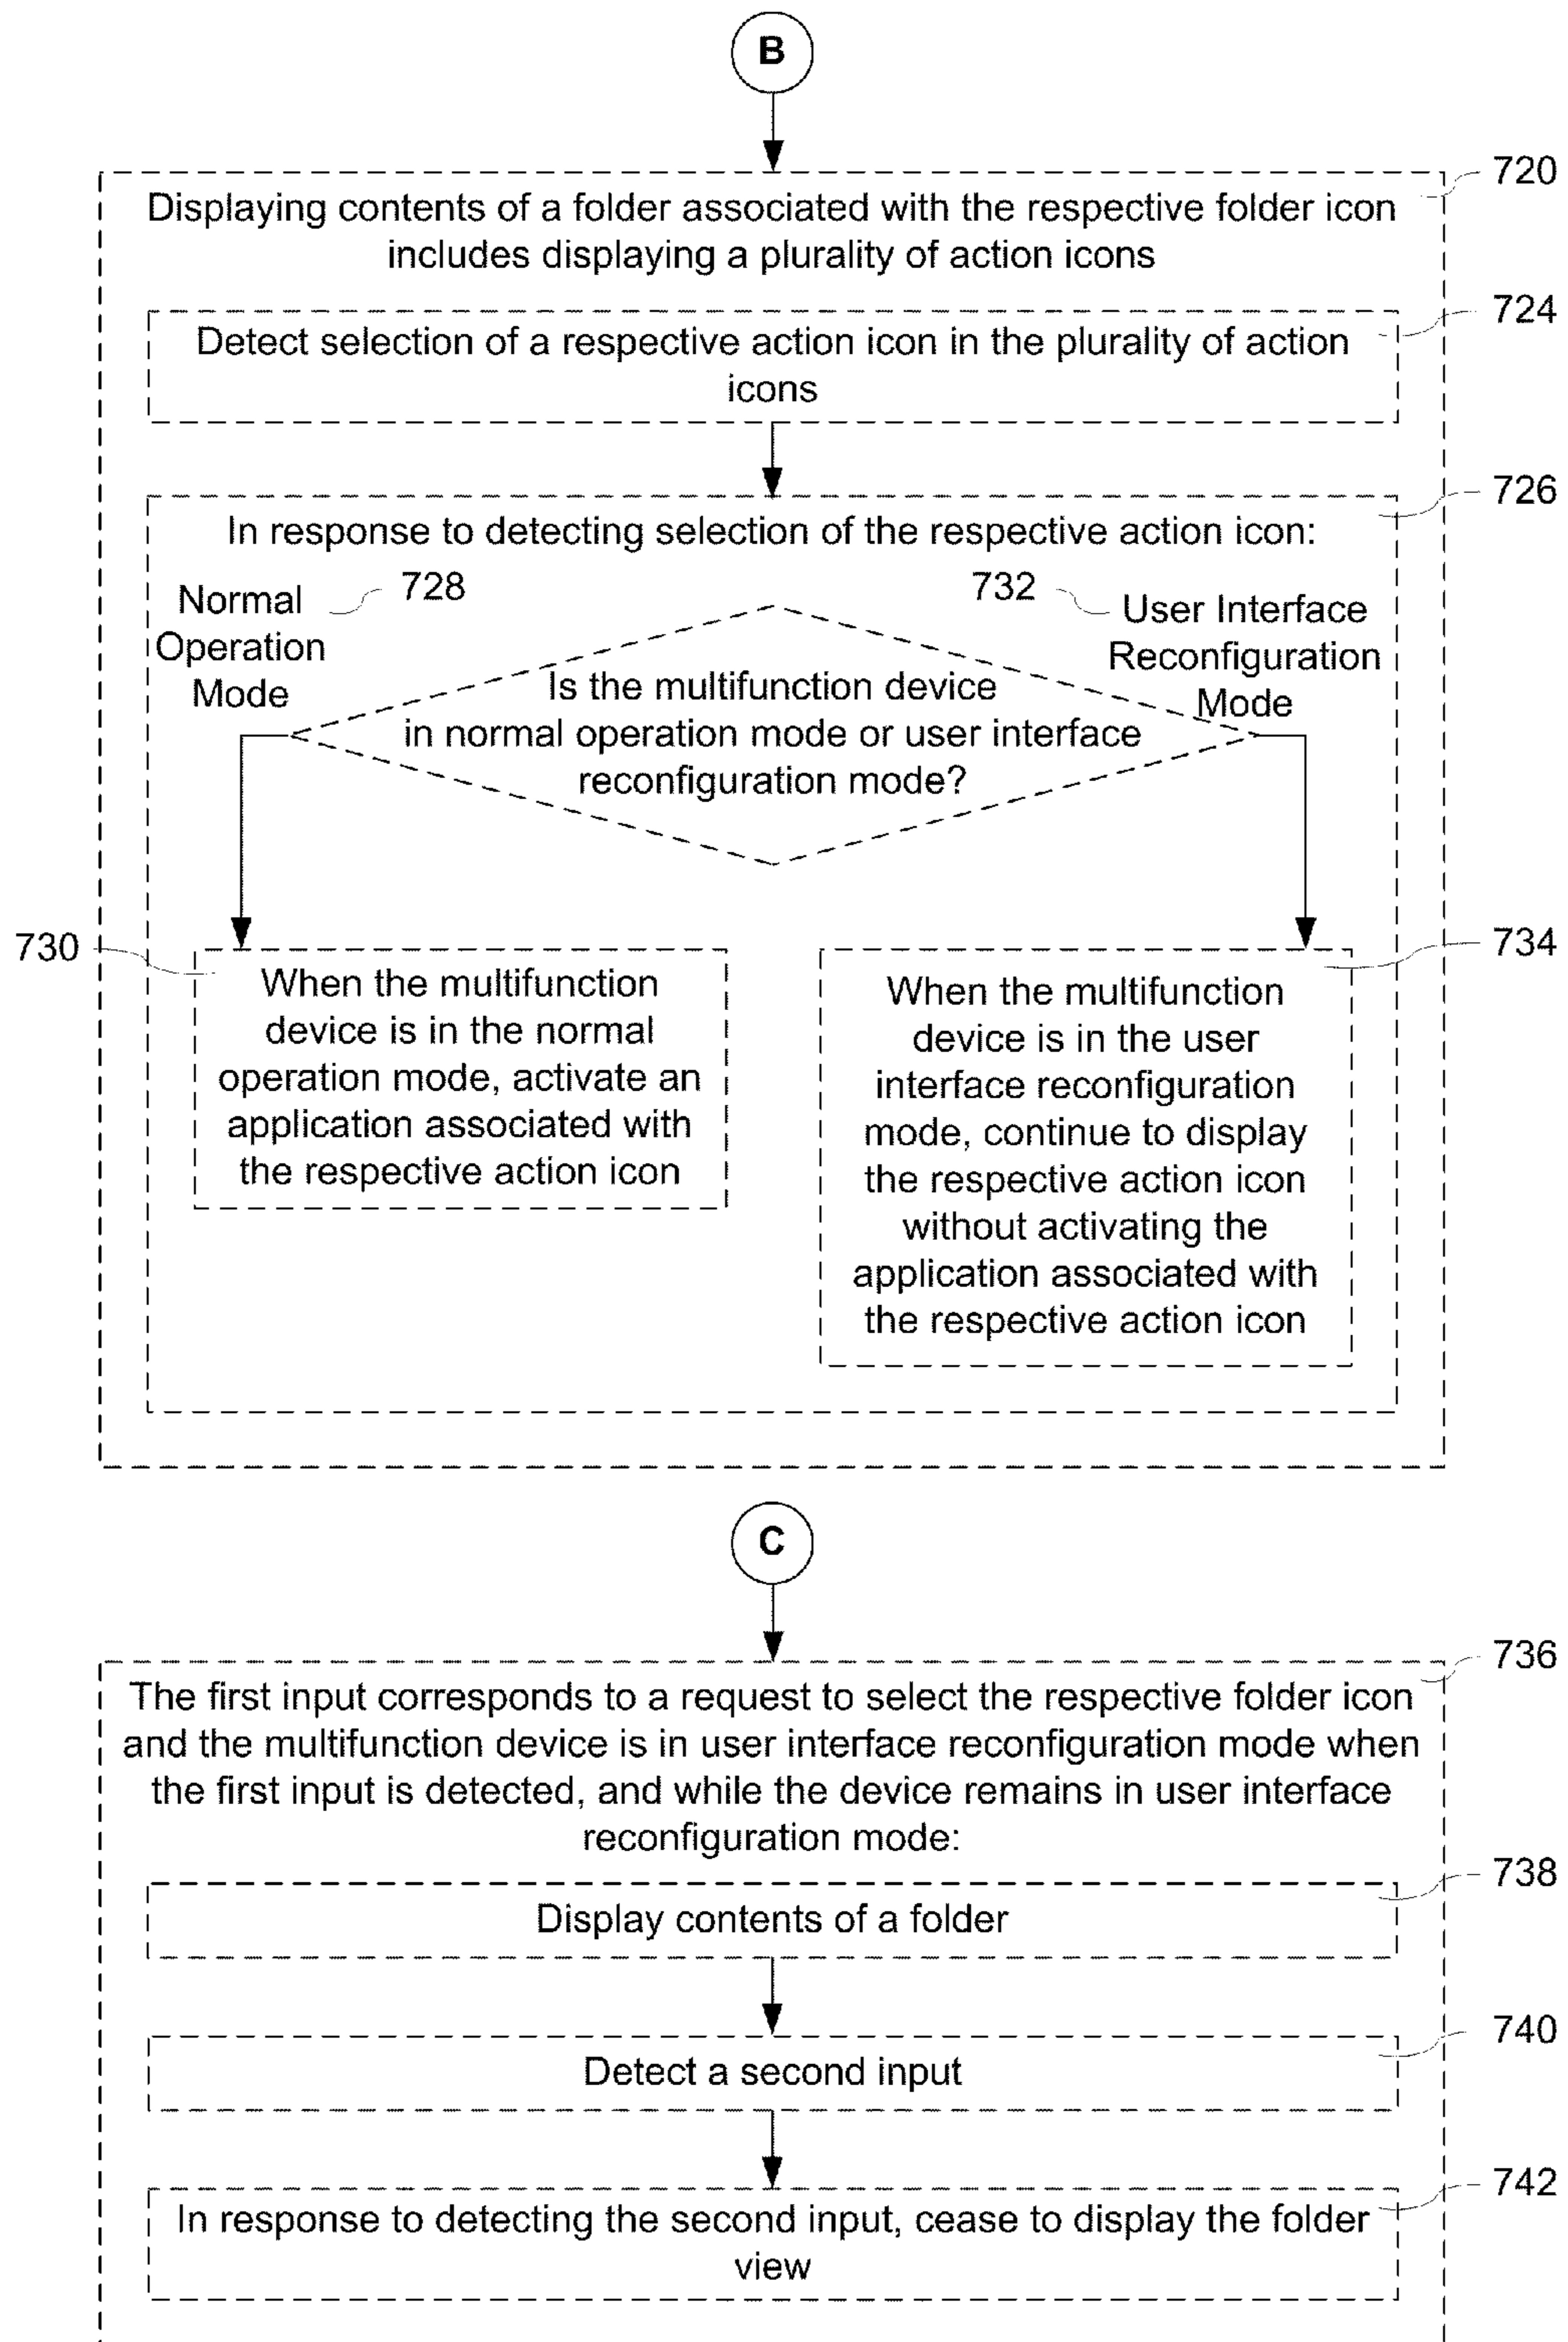 B
720
Displaying contents of a folder associated with the respective folder icon
includes displaying a plurality of action icons
724
Detect selection of a respective action icon in the plurality of action
icons
726
In response to detecting selection of the respective action icon:
728
Normal
Operation
Mode
732
User Interface
Reconfiguration
Mode
Is the multifunction device
in normal operation mode or user interface
reconfiguration mode?
730
When the multifunction
device is in the normal
operation mode, activate an
application associated with
the respective action icon
734
When the multifunction
device is in the user
interface reconfiguration
mode, continue to display
the respective action icon
without activating the
application associated with
the respective action icon
C
736
The first input corresponds to a request to select the respective folder icon
and the multifunction device is in user interface reconfiguration mode when
the first input is detected, and while the device remains in user interface
reconfiguration mode:
738
Display contents of a folder
740
Detect a second input
742
In response to detecting the second input, cease to display the folder
view